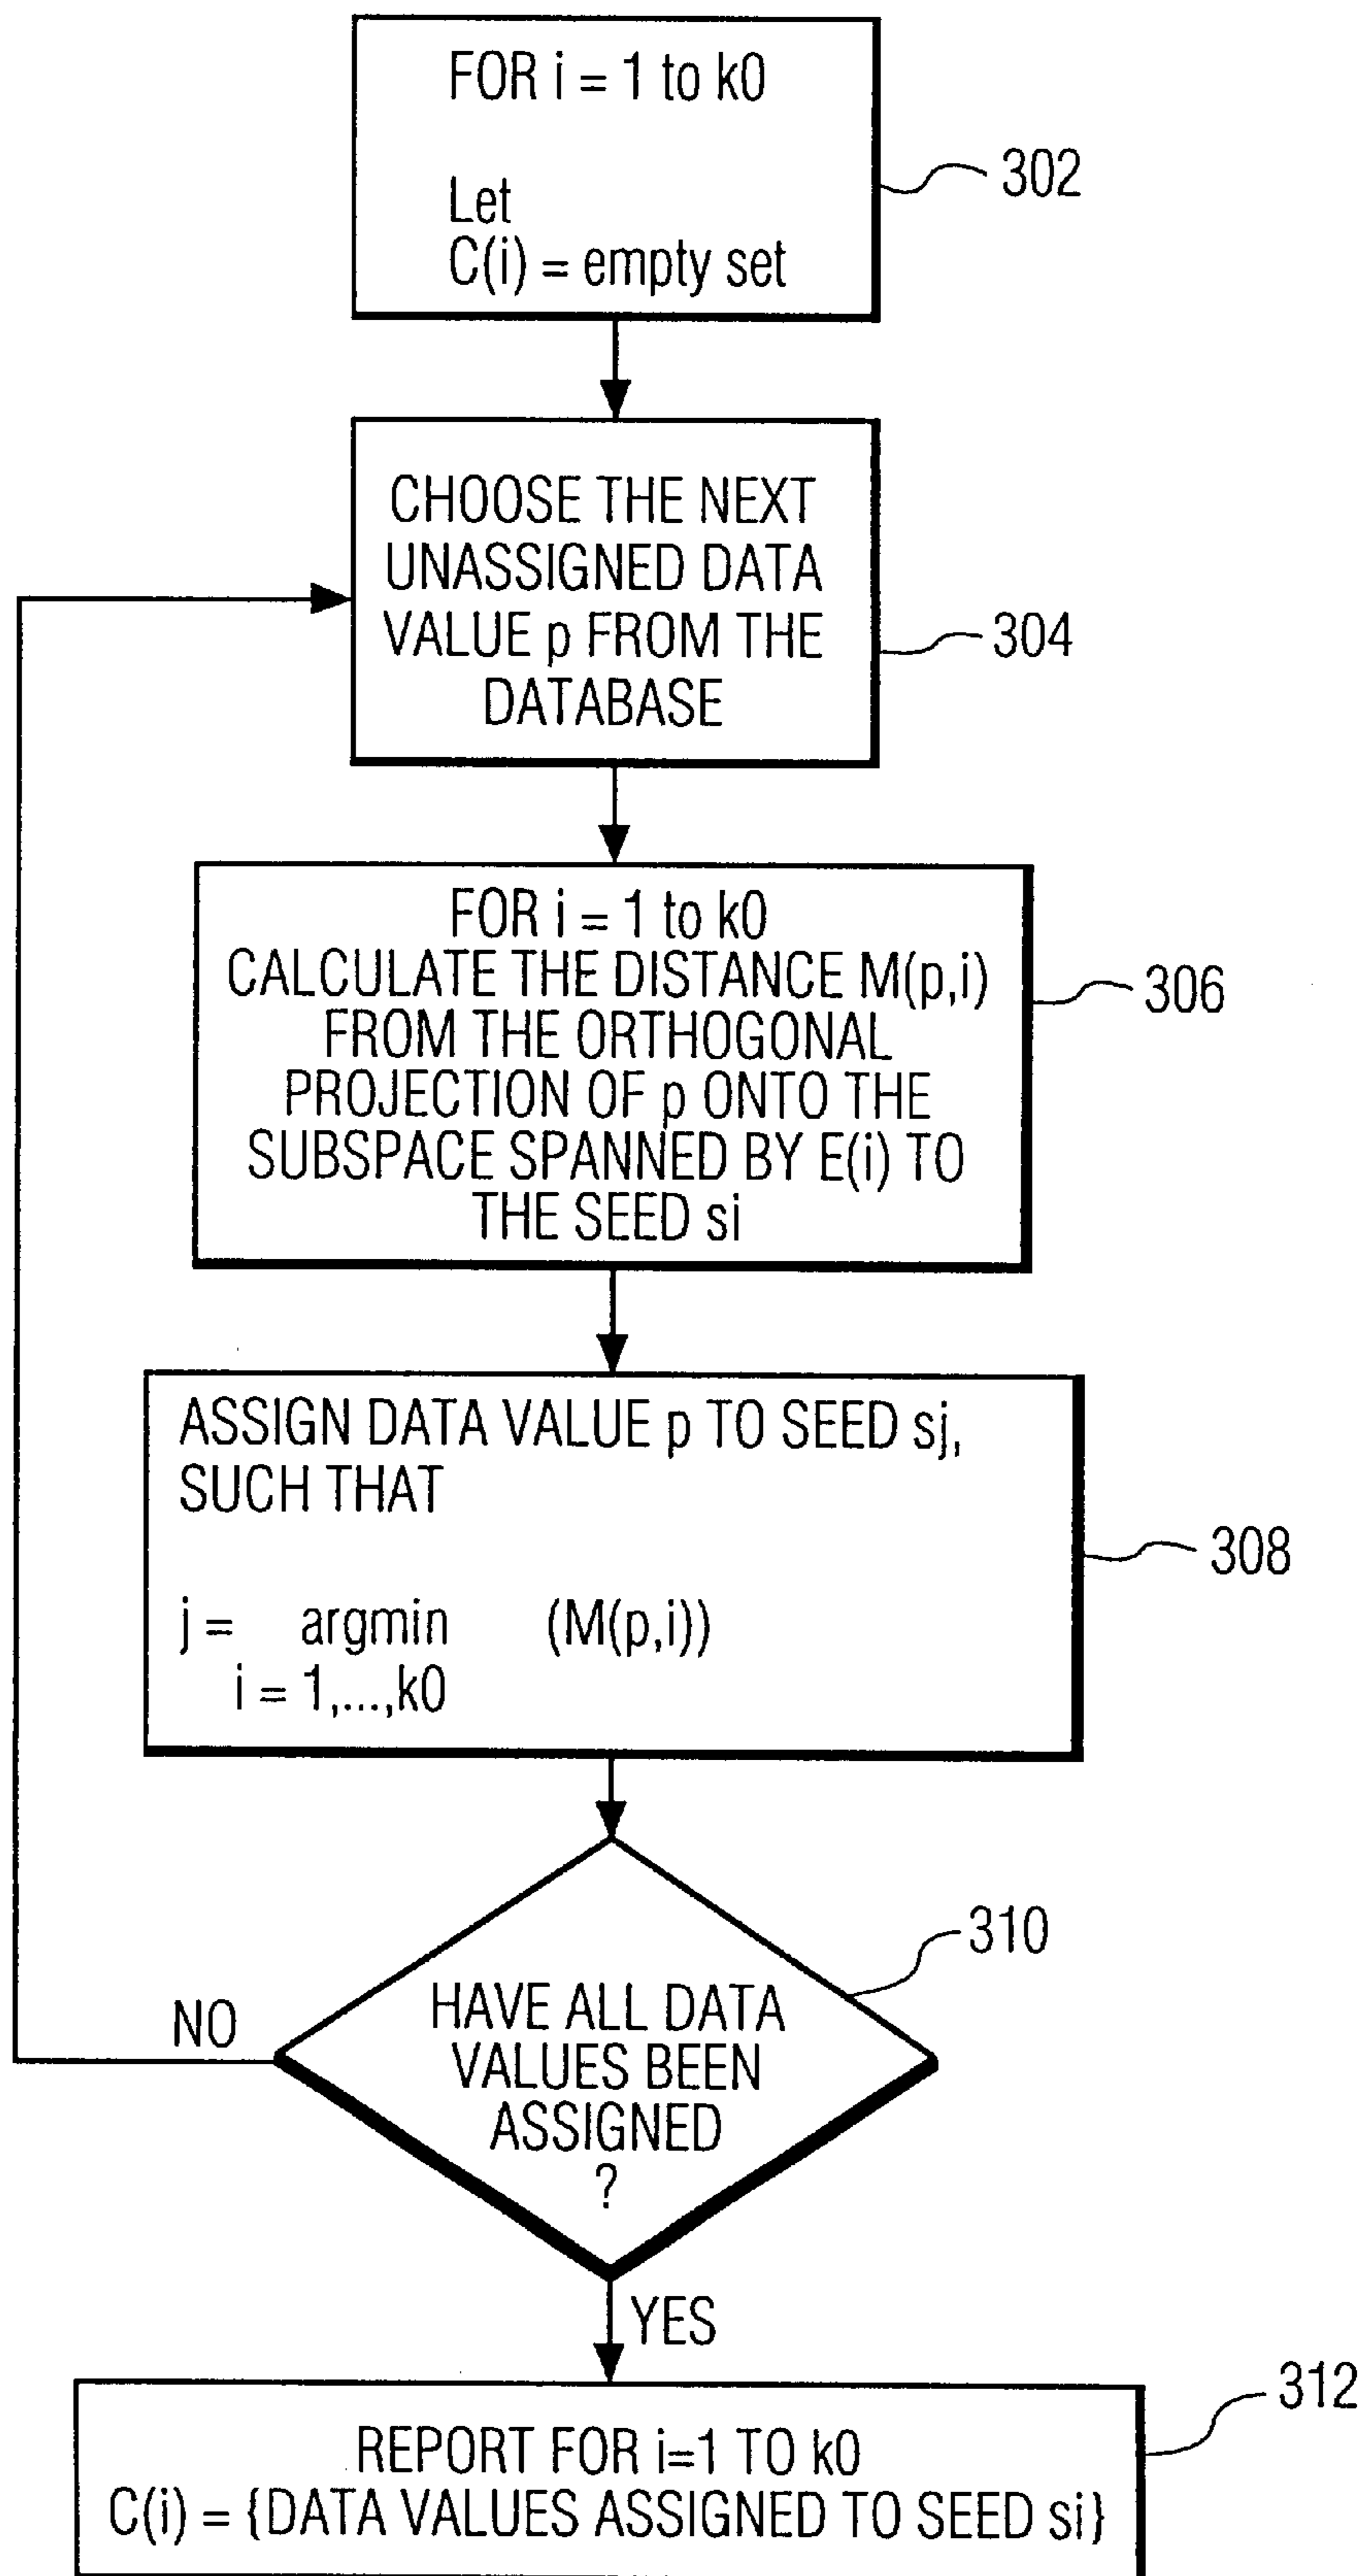 FOR i = 1 to k0
Let
C(i) = empty set
302
CHOOSE THE NEXT
UNASSIGNED DATA
VALUE p FROM THE
DATABASE
304
FOR i = 1 to k0
CALCULATE THE DISTANCE M(p,i)
FROM THE ORTHOGONAL
PROJECTION OF p ONTO THE
SUBSPACE SPANNED BY E(i) TO
THE SEED si
306
ASSIGN DATA VALUE p TO SEED sj,
SUCH THAT
j = argmin (M(p,i))
i = 1,...,k0
308
310
HAVE ALL DATA
VALUES BEEN
ASSIGNED
?
NO
YES
312
REPORT FOR i=1 TO k0
C(i) = {DATA VALUES ASSIGNED TO SEED si}